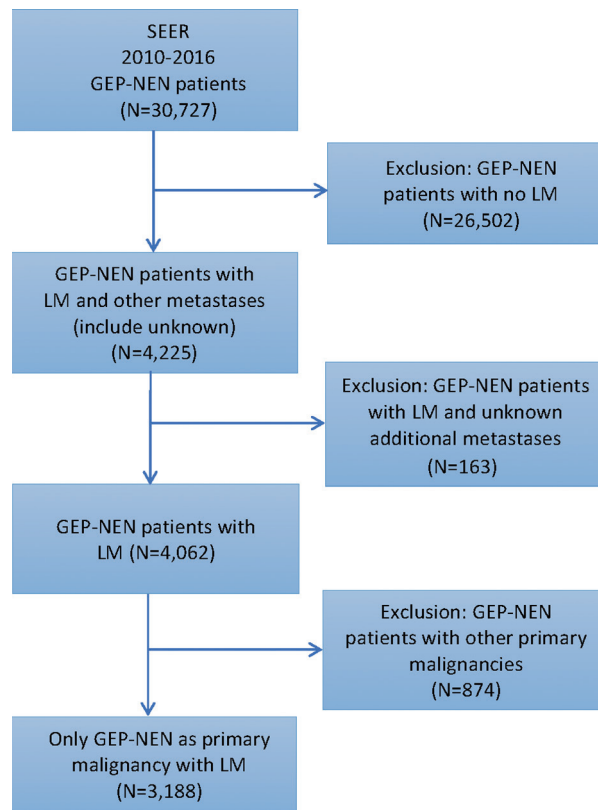 SEER
2010-2016
GEP-NEN patients
(N=30,727)
Exclusion: GEP-NEN
patients with no LM
(N=26,502)
GEP-NEN patients with
LM and other metastases
(include unknown)
(N=4,225)
Exclusion: GEP-NEN patients
with LM and unknown
additional metastases
(N=163)
GEP-NEN patients with
LM (N=4,062)
Exclusion: GEP-NEN
patients with other primary
malignancies
(N=874)
Only GEP-NEN as primary
malignancy with LM
(N=3,188)